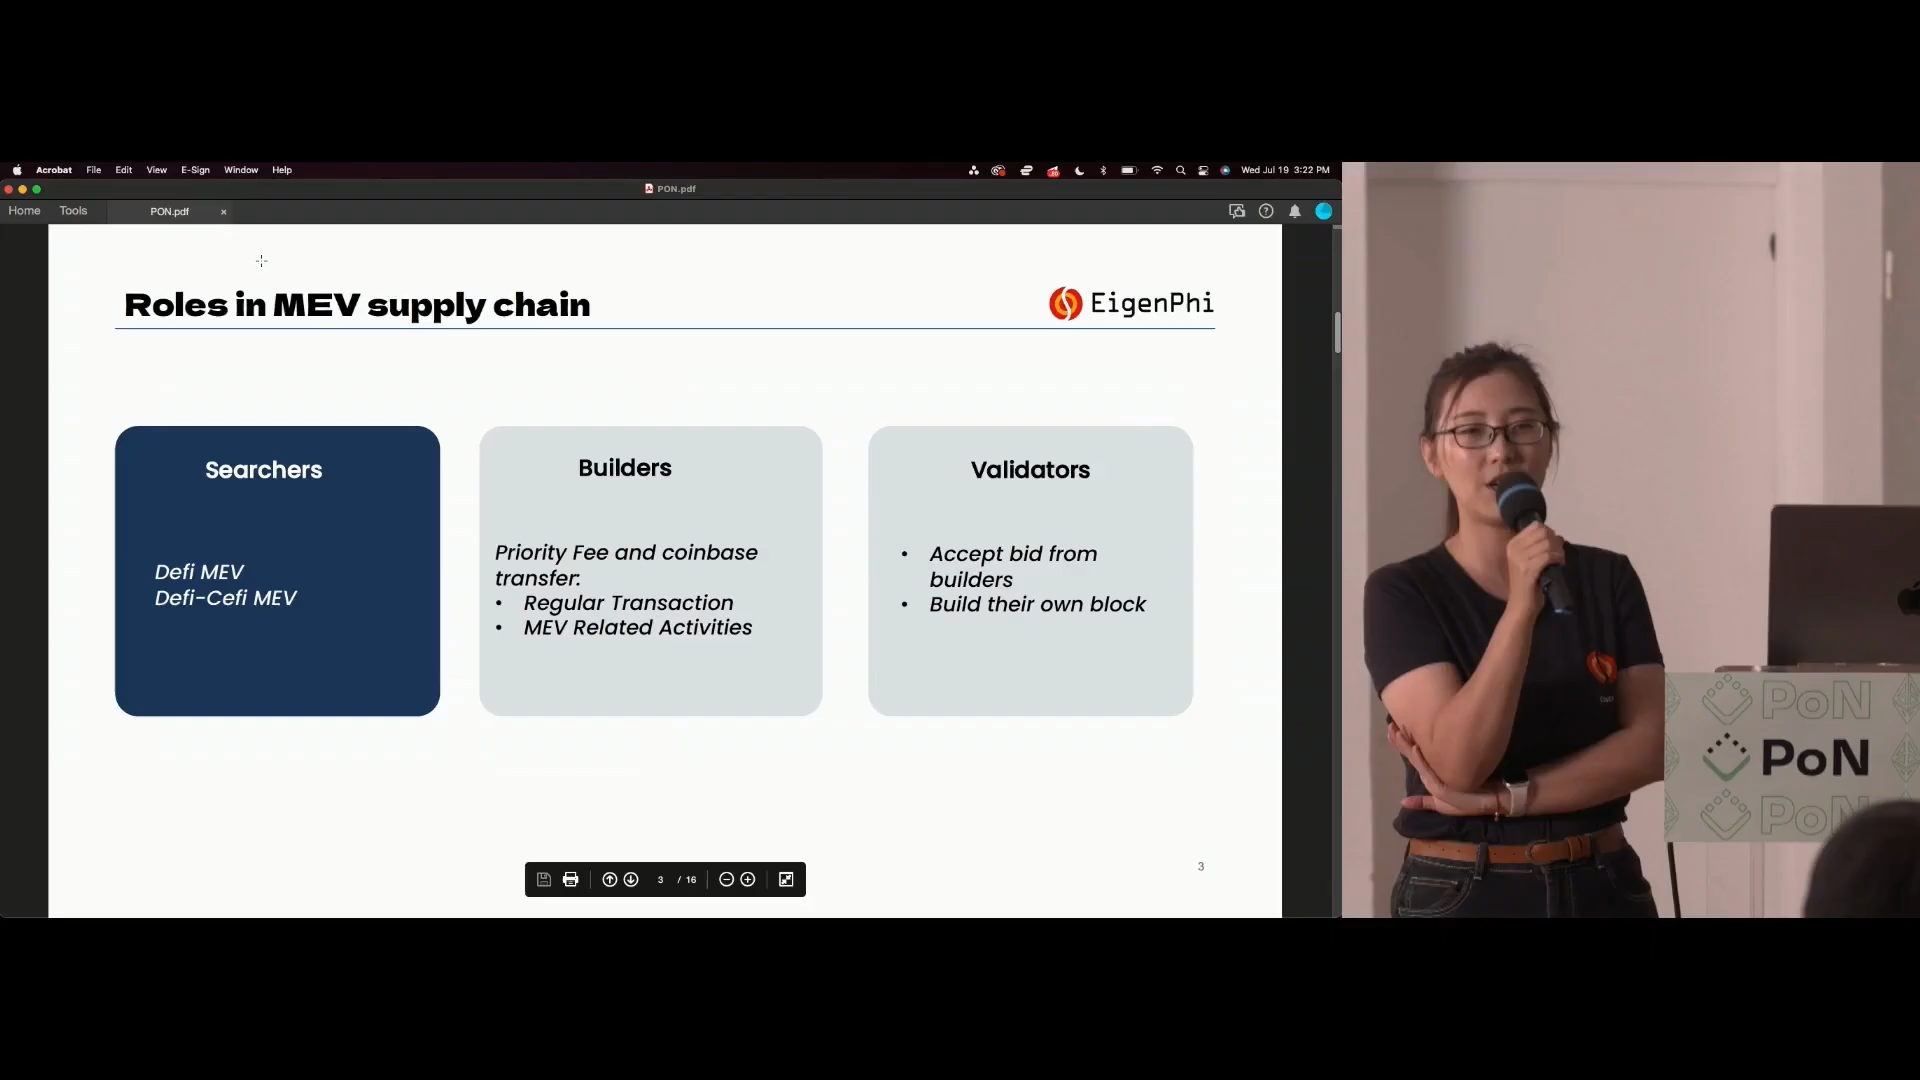 Acrobat File Edit View E-Sign Window Help Wed Jul 19 3:22 PM
PON.pdf
Home Tools PON.pdf
Roles in MEV supply chain
EigenPhi
Searchers
Defi MEV
Defi-Cefi MEV
Builders
Priority Fee and coinbase
transfer:
• Regular Transaction
• MEV Related Activities
Validators
• Accept bid from
builders
• Build their own block
3 / 16
3
PoN
PoN
PoN